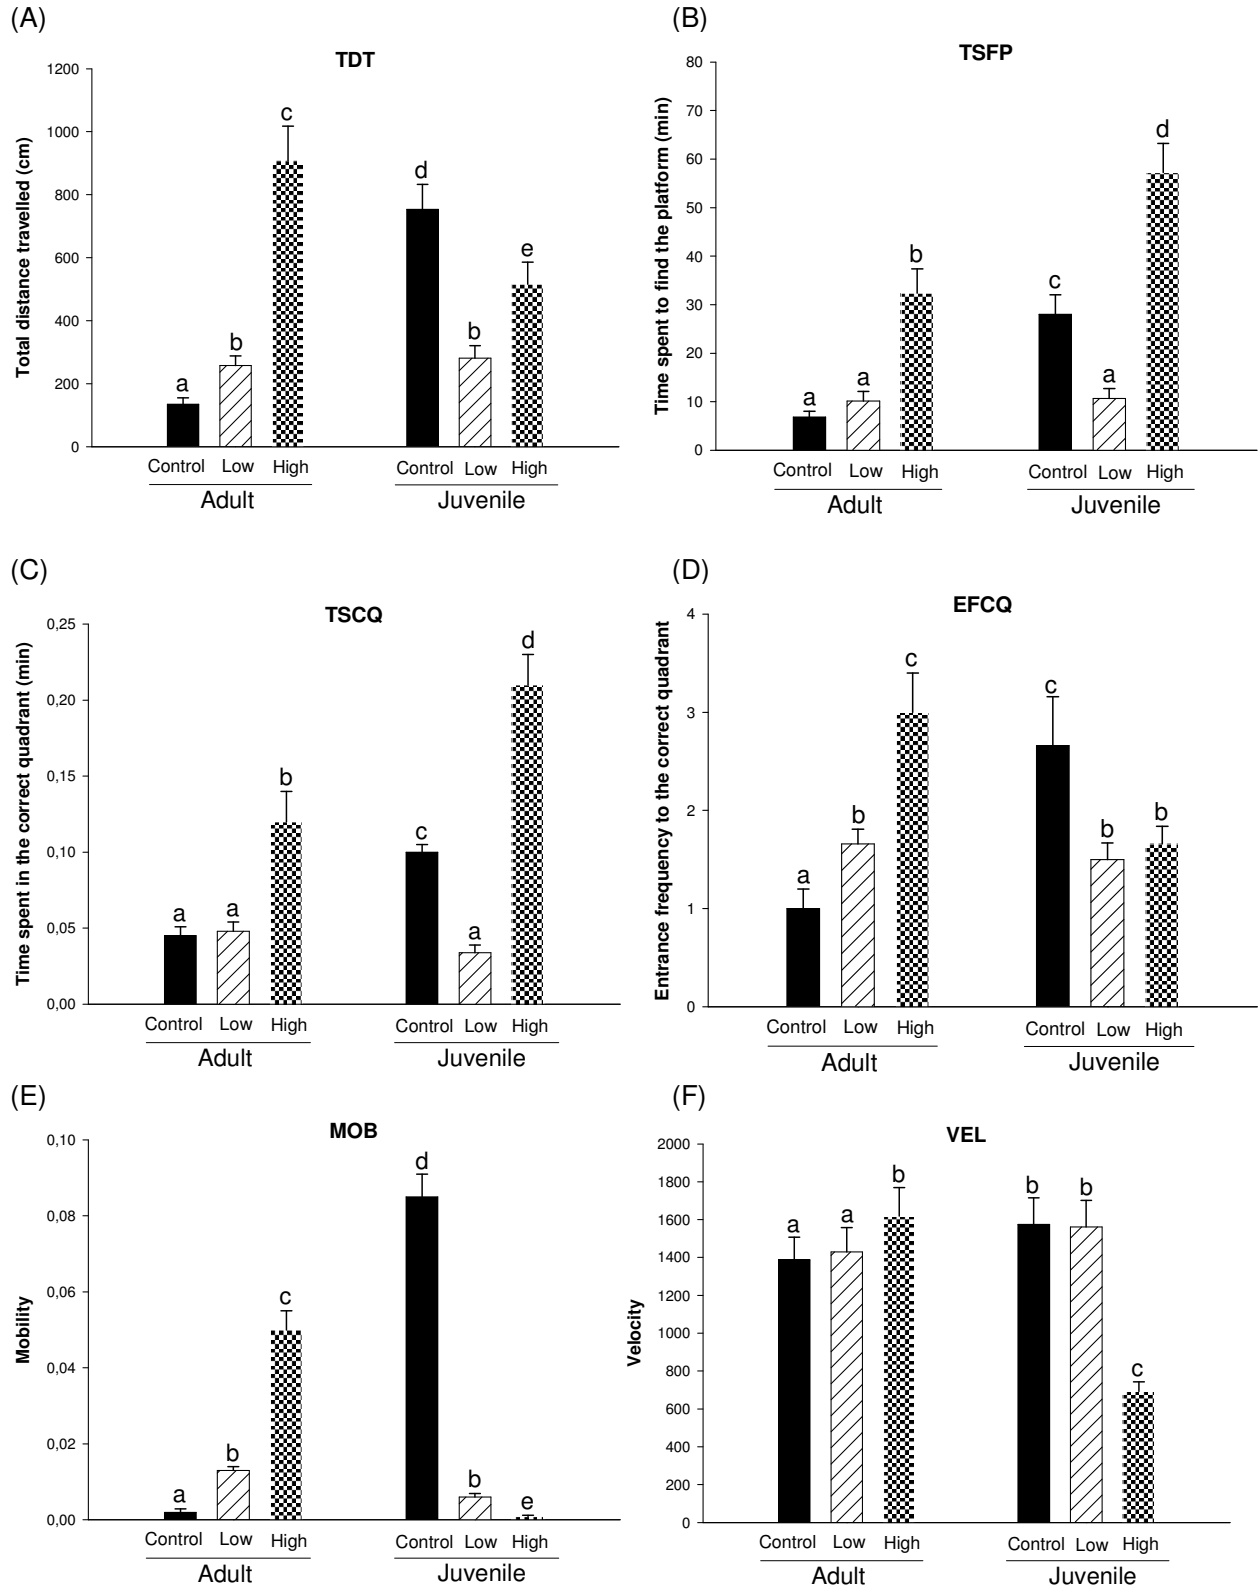 (A)
TDT
Total distance travelled (cm)
1200
1000
800
600
400
200
0
a
b
c
d
b
e
Control Low High
Control Low High
Adult
Juvenile
(B)
TSFP
Time spent to find the platform (min)
80
70
60
50
40
30
20
10
0
a
a
b
c
a
d
Control Low High
Control Low High
Adult
Juvenile
(C)
TSCQ
Time spent in the correct quadrant (min)
0,25
0,20
0,15
0,10
0,05
0,00
a
a
b
c
a
d
Control Low High
Control Low High
Adult
Juvenile
(D)
EFCQ
Entrance frequency to the correct quadrant
4
3
2
1
0
a
b
c
c
b
b
Control Low High
Control Low High
Adult
Juvenile
(E)
MOB
Mobility
0,10
0,08
0,06
0,04
0,02
0,00
a
b
c
d
b
e
Control Low High
Control Low High
Adult
Juvenile
(F)
VEL
Velocity
2000
1800
1600
1400
1200
1000
800
600
400
200
0
a
a
b
b
b
c
Control Low High
Control Low High
Adult
Juvenile